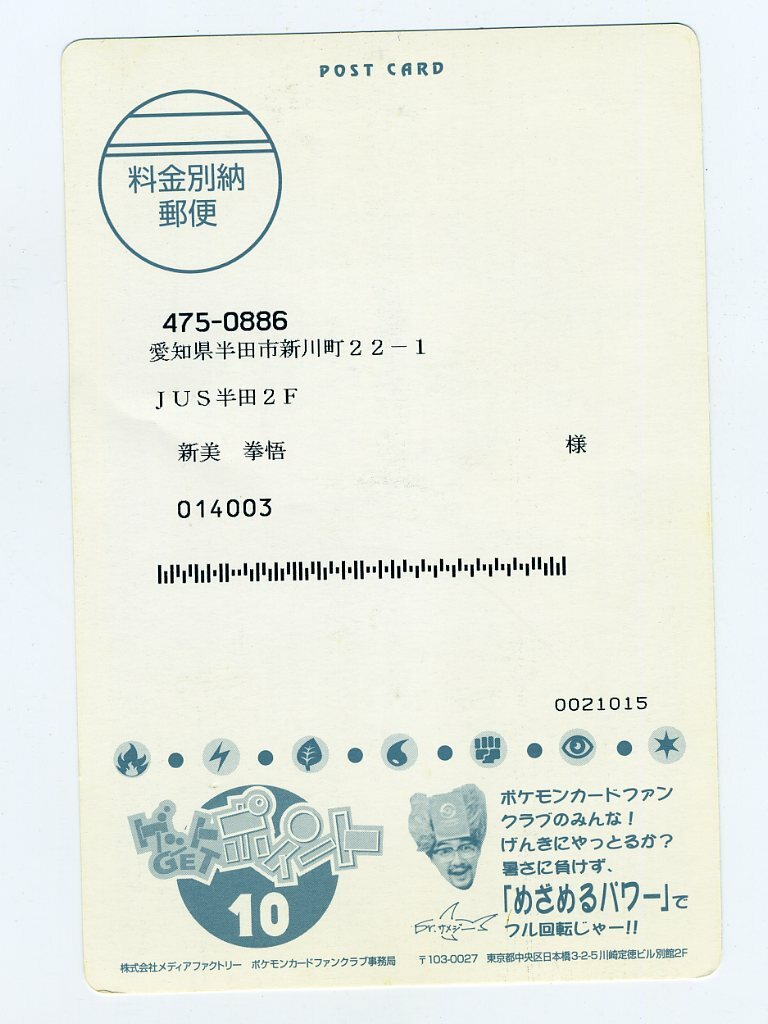 POST CARD
料金別納
郵便
475-0886
愛知県半田市新川町22-1
JUS半田2F
新美 拳悟 様
014003
0021015
ゲット
GET
ポイント
10
ポケモンカードファン
クラブのみんな!
げんきにやっとるか?
暑さに負けず、
「めざめるパワー」で
フル回転じゃー!!
Dr.サメジーS
株式会社メディアファクトリー ポケモンカードファンクラブ事務局 〒103-0027 東京都中央区日本橋3-2-5川崎定徳ビル別館2F